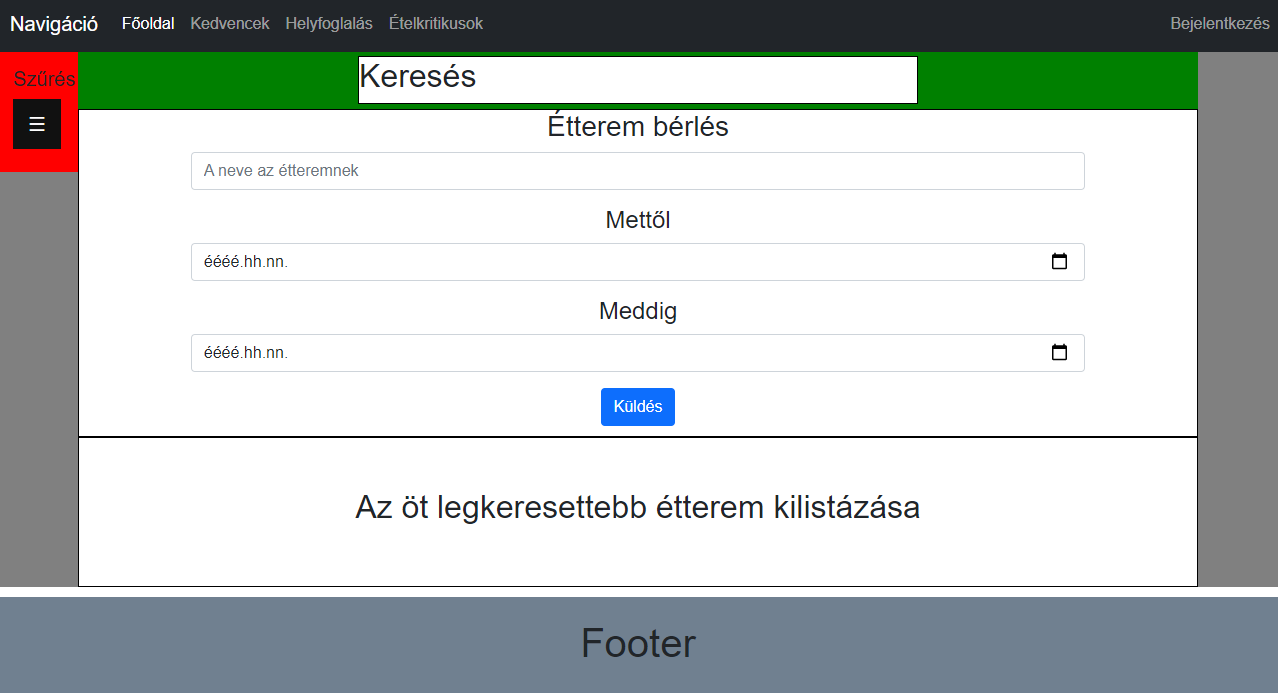 Navigáció Főoldal Kedvencek Helyfoglalás Ételkritikusok Bejelentkezés
Szűrés
☰
Keresés
Étterem bérlés
A neve az étteremnek
Mettől
éééé.hh.nn.
Meddig
éééé.hh.nn.
Küldés
Az öt legkeresettebb étterem kilistázása
Footer